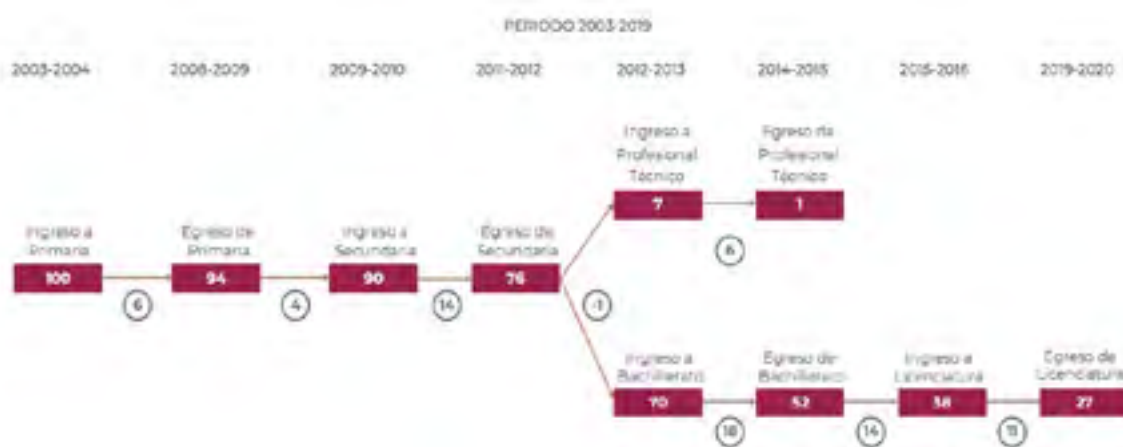 PERIODO 2003-2019
2003-2004 2008-2009 2009-2010 2011-2012 2012-2013 2014-2015 2015-2016 2019-2020
Ingreso a
Profesional
Técnico
7
Egreso de
Profesional
Técnico
1
6
Ingreso a
Primaria
100
6
Egreso de
Primaria
94
4
Ingreso a
Secundaria
90
14
Egreso de
Secundaria
76
-1
Ingreso a
Bachillerato
70
18
Egreso de
Bachillerato
52
14
Ingreso a
Licenciatura
38
11
Egreso de
Licenciatura
27